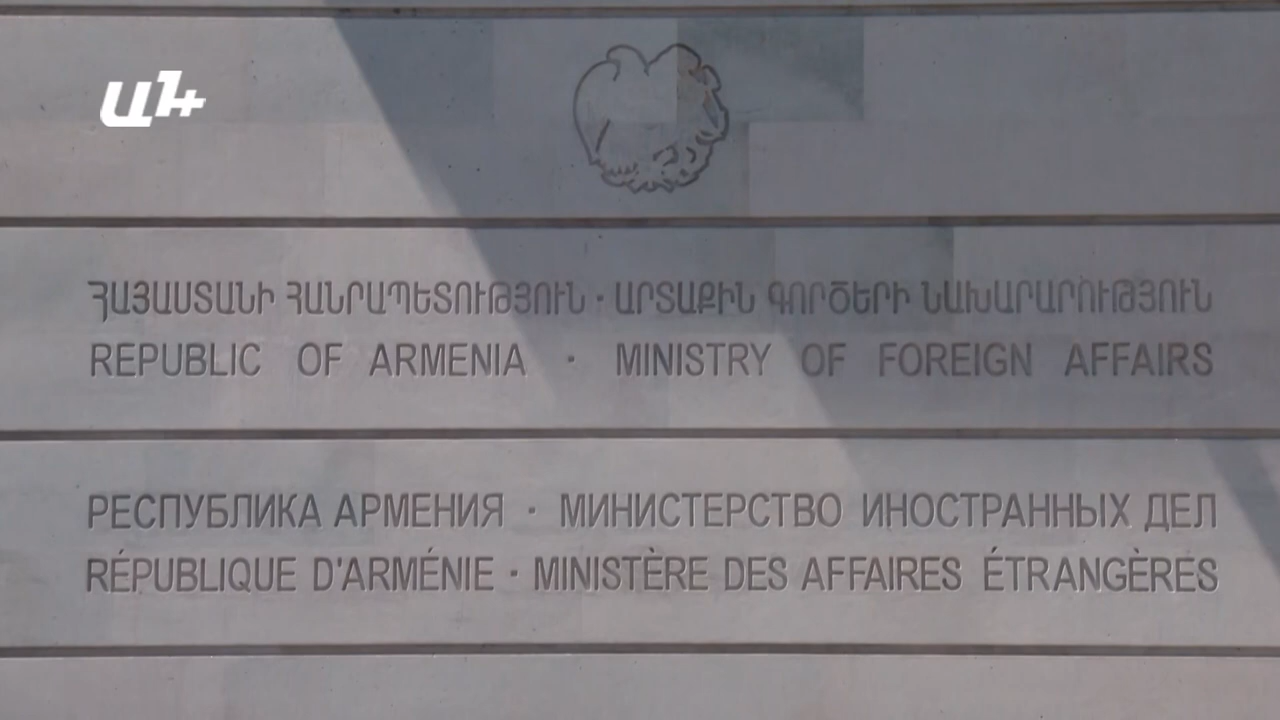 Ա1+
ՀԱՅԱՍՏԱՆԻ ՀԱՆՐԱՊԵՏՈՒԹՅՈՒՆ · ԱՐՏԱՔԻՆ ԳՈՐԾԵՐԻ ՆԱԽԱՐԱՐՈՒԹՅՈՒՆ
REPUBLIC OF ARMENIA · MINISTRY OF FOREIGN AFFAIRS
РЕСПУБЛИКА АРМЕНИЯ · МИНИСТЕРСТВО ИНОСТРАННЫХ ДЕЛ
RÉPUBLIQUE D'ARMÉNIE · MINISTÈRE DES AFFAIRES ÉTRANGÈRES